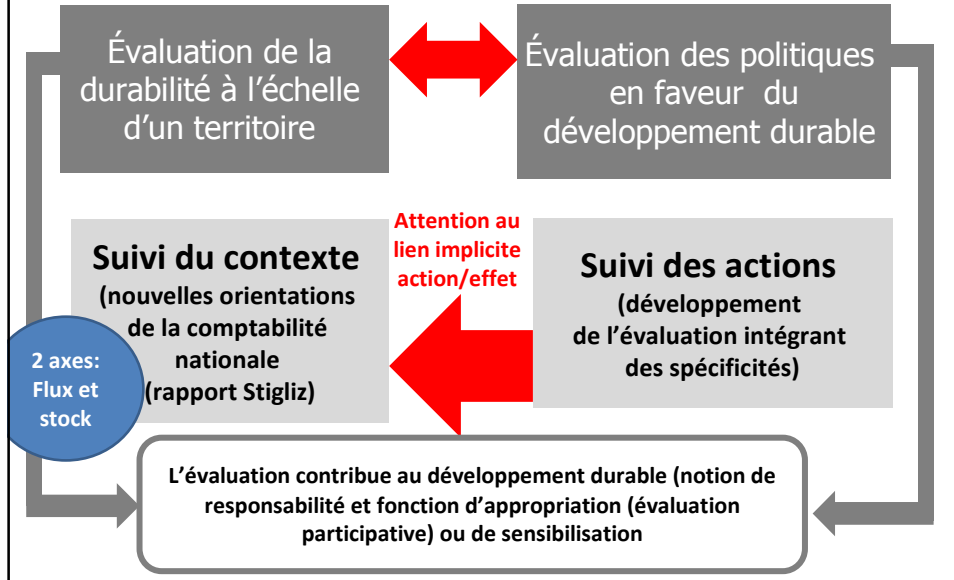 Évaluation de la
durabilité à l'échelle
d'un territoire
Évaluation des politiques
en faveur du
développement durable
Suivi du contexte
(nouvelles orientations
de la comptabilité
nationale
(rapport Stigliz)
Attention au
lien implicite
action/effet
Suivi des actions
(développement
de l'évaluation intégrant
des spécificités)
2 axes:
Flux et
stock
L'évaluation contribue au développement durable (notion de
responsabilité et fonction d'appropriation (évaluation
participative) ou de sensibilisation